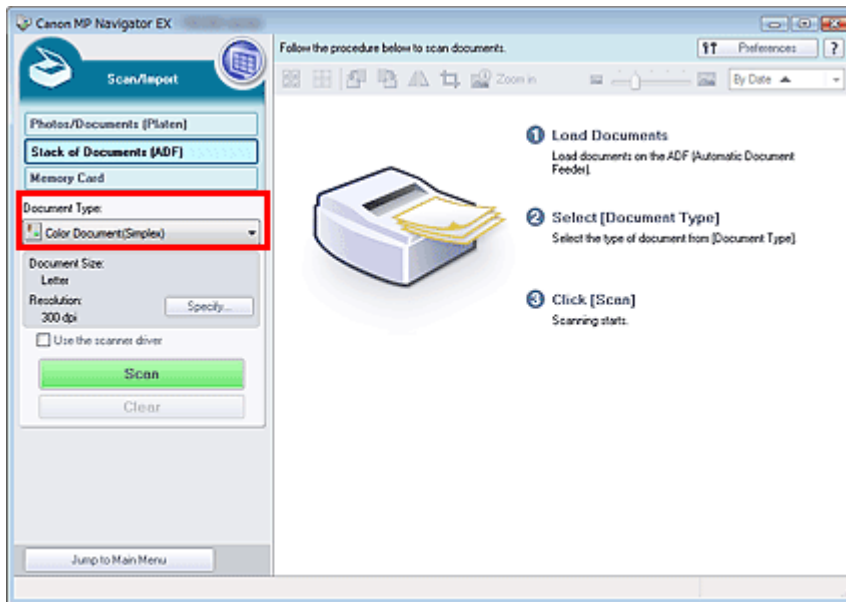 Canon MP Navigator EX
Scan/Import
Photos/Documents (Platen)
Stack of Documents (ADF)
Memory Card
Document Type:
Color Document(Simplex)
Document Size:
Letter
Resolution:
300 dpi
Specify...
Use the scanner driver
Scan
Clear
Jump to Main Menu
Follow the procedure below to scan documents.
Preferences
?
Zoom in
By Date
1 Load Documents
Load documents on the ADF (Automatic Document
Feeder).
2 Select [Document Type]
Select the type of document from [Document Type]
3 Click [Scan]
Scanning starts.